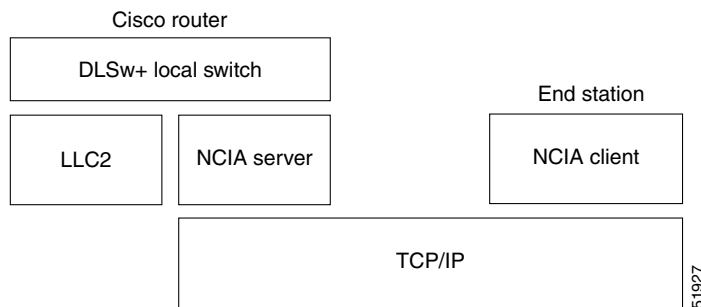 Cisco router
DLSw+ local switch
End station
LLC2
NCIA server
NCIA client
TCP/IP
51927